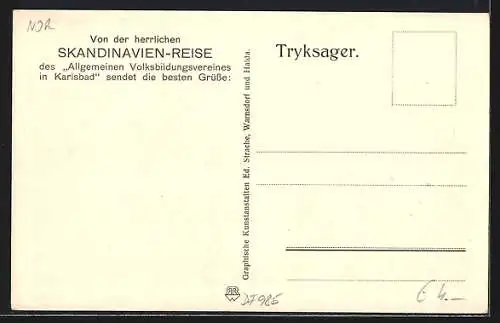 NOR
Von der herrlichen
SKANDINAVIEN-REISE
des „Allgemeinen Volksbildungsvereines
in Karlsbad" sendet die besten Grüße:
Graphische Kunstanstalten Ed. Strache, Warnsdorf und Haida.
Tryksager.
€ 4.—